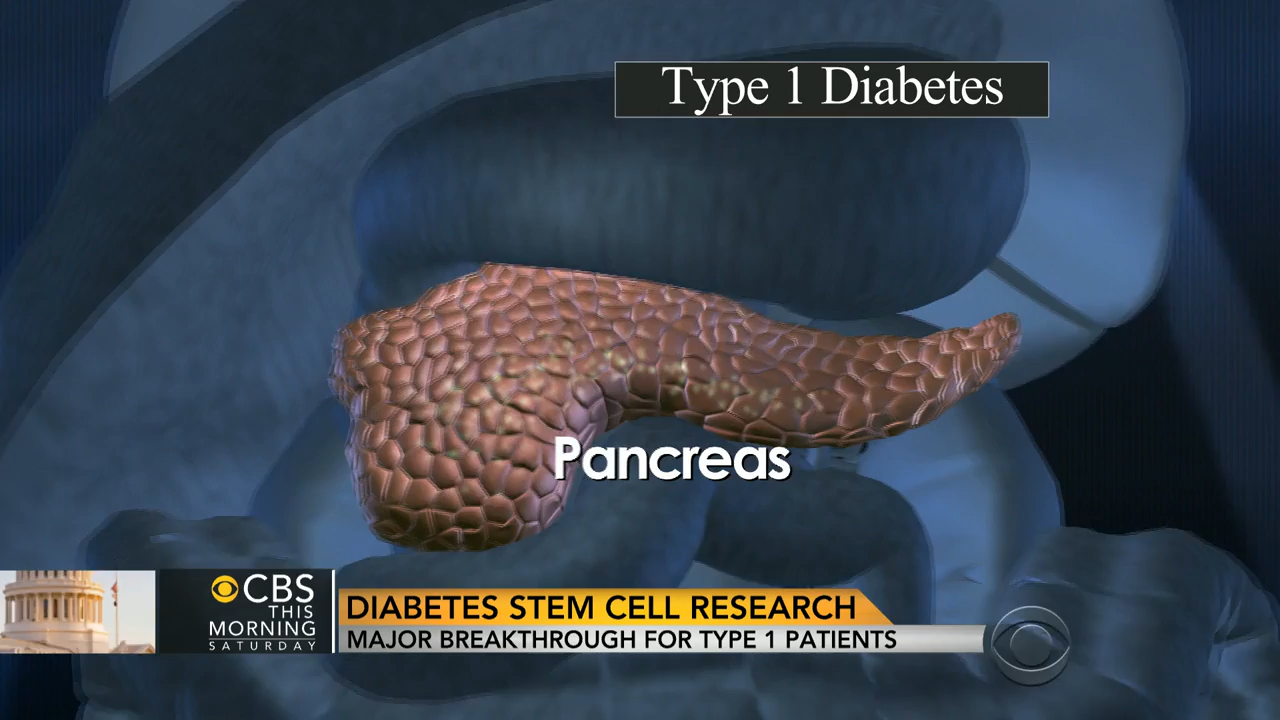 Type 1 Diabetes
Pancreas
CBS
THIS
MORNING
SATURDAY
DIABETES STEM CELL RESEARCH
MAJOR BREAKTHROUGH FOR TYPE 1 PATIENTS